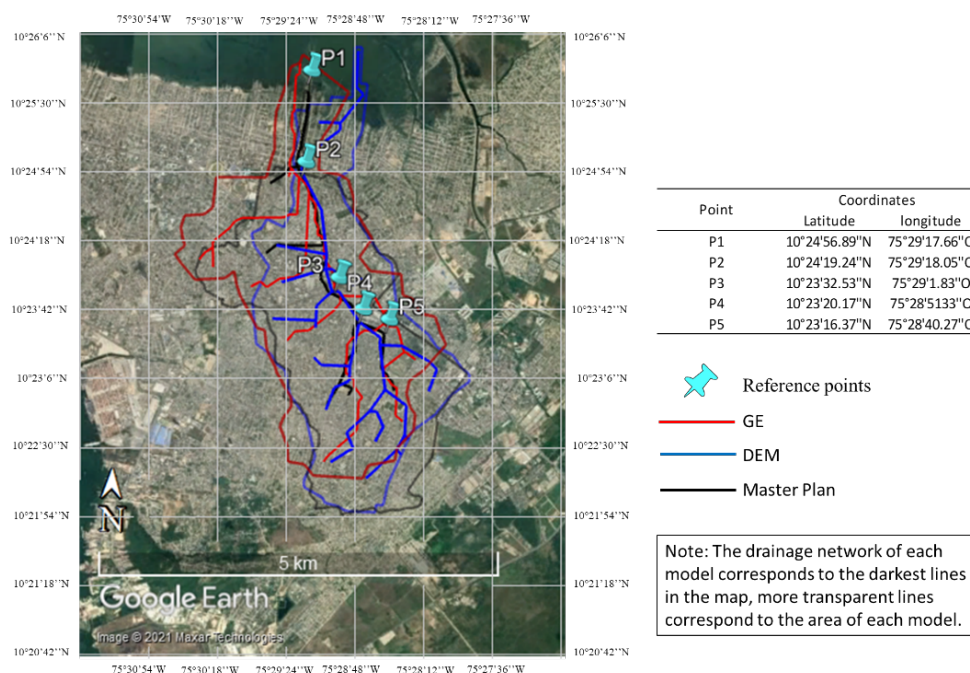 75°30'54"W 75°30'18"W 75°29'24"W 75°28'48"W 75°28'12"W 75°27'36"W
10°26'6''N 10°26'6''N
10°25'30''N 10°25'30''N
10°24'54''N 10°24'54''N
10°24'18''N 10°24'18''N
10°23'42''N 10°23'42''N
10°23'6''N 10°23'6''N
10°22'30''N 10°22'30''N
10°21'54''N 10°21'54''N
10°21'18''N 10°21'18''N
10°20'42''N 10°20'42''N
75°30'54"W 75°30'18"W 75°29'24"W 75°28'48"W 75°28'12"W 75°27'36"W
P1
P2
P3
P4
P5
N
5 km
Google Earth
Image © 2021 Maxar Technologies
Point Coordinates
Latitude longitude
P1 10°24'56.89"N 75°29'17.66"O
P2 10°24'19.24"N 75°29'18.05"O
P3 10°23'32.53"N 75°29'1.83"O
P4 10°23'20.17"N 75°28'5133"O
P5 10°23'16.37"N 75°28'40.27"O
Reference points
GE
DEM
Master Plan
Note: The drainage network of each
model corresponds to the darkest lines
in the map, more transparent lines
correspond to the area of each model.